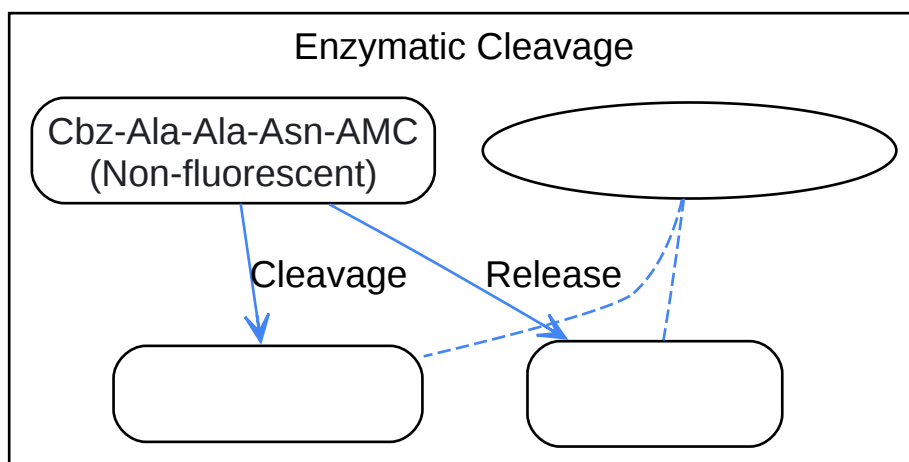 Enzymatic Cleavage
Cbz-Ala-Ala-Asn-AMC
(Non-fluorescent)
Cleavage
Release